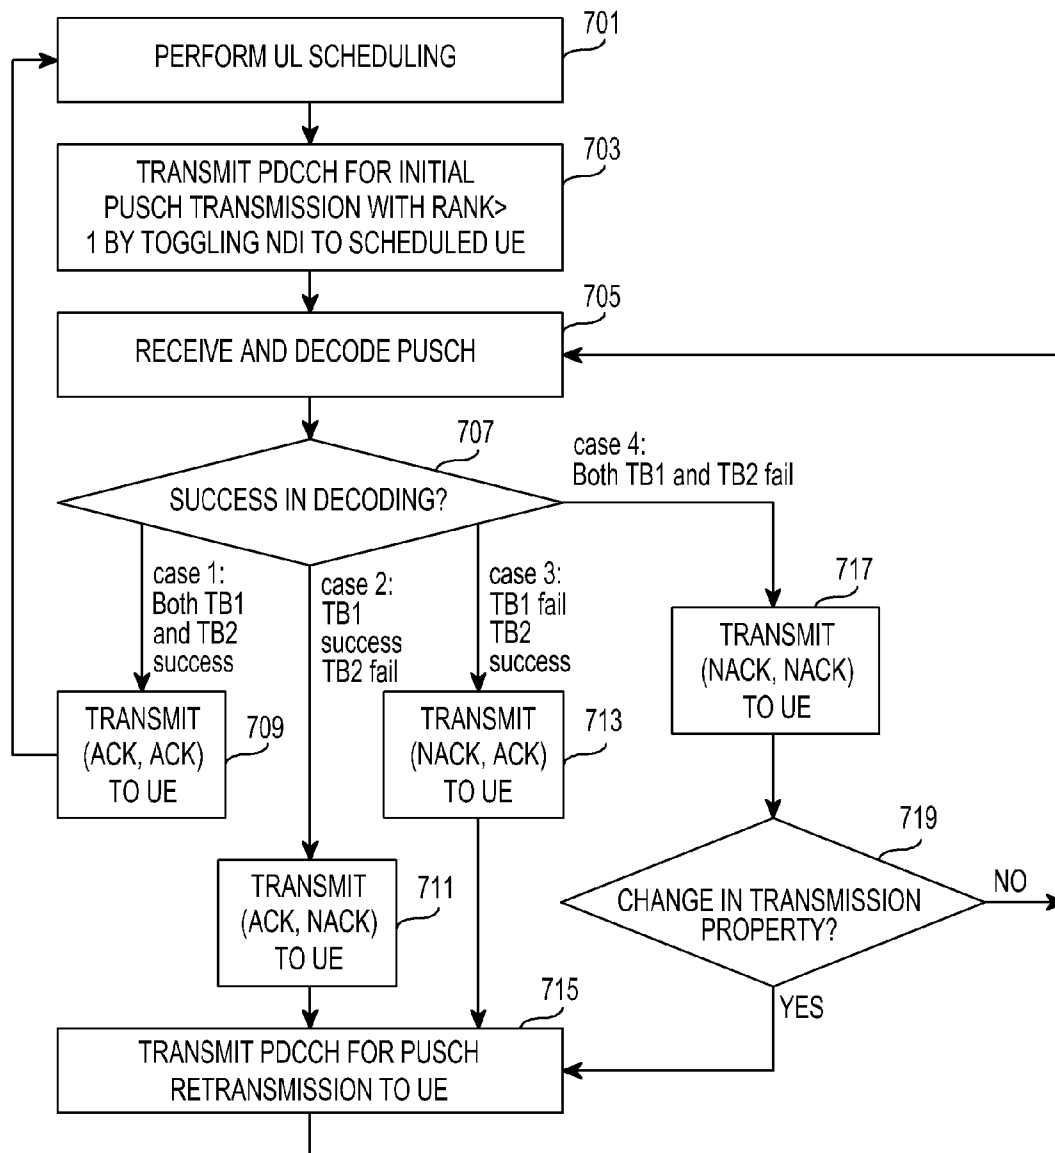 701
PERFORM UL SCHEDULING
703
TRANSMIT PDCCH FOR INITIAL
PUSCH TRANSMISSION WITH RANK>
1 BY TOGGLING NDI TO SCHEDULED UE
705
RECEIVE AND DECODE PUSCH
707
SUCCESS IN DECODING?
case 4:
Both TB1 and TB2 fail
case 1:
Both TB1
and TB2
success
case 2:
TB1
success
TB2 fail
case 3:
TB1 fail
TB2
success
717
TRANSMIT
(NACK, NACK)
TO UE
709
TRANSMIT
(ACK, ACK)
TO UE
713
TRANSMIT
(NACK, ACK)
TO UE
719
CHANGE IN TRANSMISSION
PROPERTY?
NO
YES
711
TRANSMIT
(ACK, NACK)
TO UE
715
TRANSMIT PDCCH FOR PUSCH
RETRANSMISSION TO UE